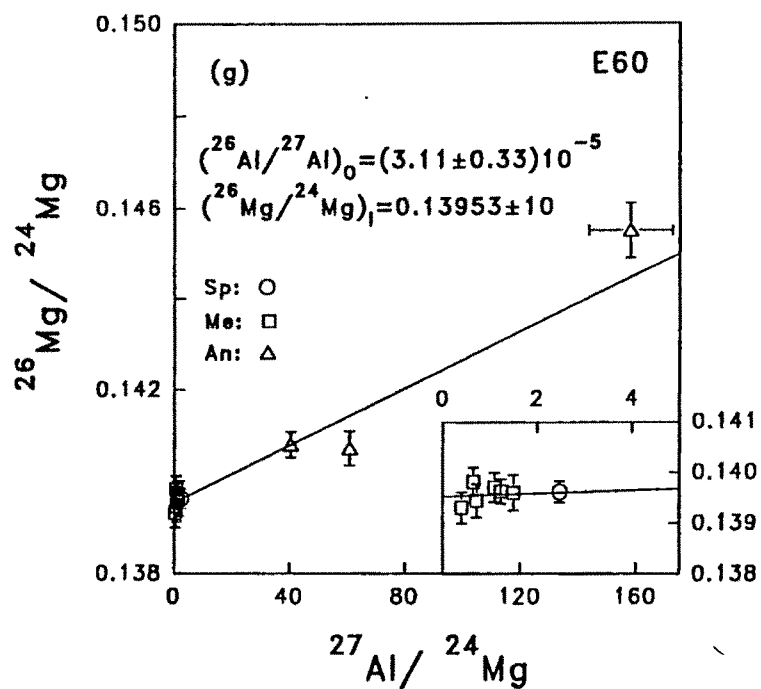 0.150
(g)
E60
(²⁶Al/²⁷Al)₀=(3.11±0.33)10⁻⁵
0.146
(²⁶Mg/²⁴Mg)ᵢ=0.13953±10
²⁶Mg/ ²⁴Mg
Sp: ○
Me: □
An: △
0.142
0 2 4
0.141
0.140
0.139
0.138
0.138
0 40 80 120 160
²⁷Al/ ²⁴Mg